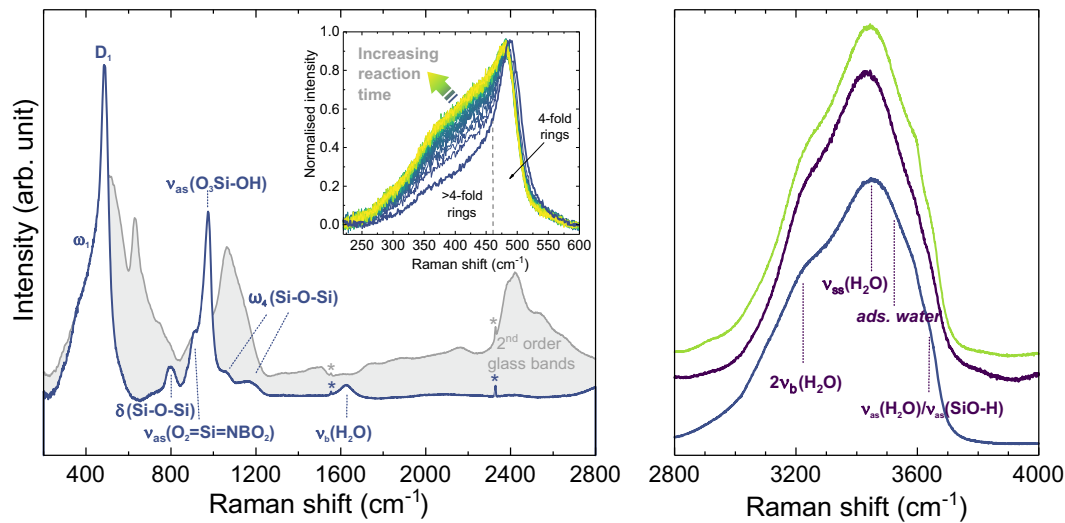 Intensity (arb. unit)
D1
ω1
νas(O3Si-OH)
ω4(Si-O-Si)
δ(Si-O-Si)
νas(O2=Si=NBO2)
νb(H2O)
*
*
*
*
2nd order
glass bands
400 800 1200 1600 2000 2400 2800
Raman shift (cm-1)
Normalised intensity
1.0
0.8
0.6
0.4
0.2
0.0
Increasing
reaction
time
4-fold
rings
>4-fold
rings
250 300 350 400 450 500 550 600
Raman shift (cm-1)
νss(H2O)
ads. water
2νb(H2O)
νas(H2O)/νas(SiO-H)
2800 3200 3600 4000
Raman shift (cm-1)